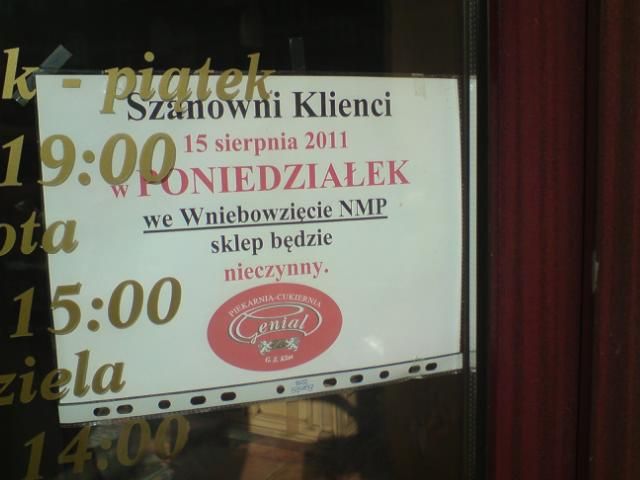 k - piątek
19:00
ota
15:00
ziela
14:00
Szanowni Klienci
15 sierpnia 2011
w PONIEDZIAŁEK
we Wniebowzięcie NMP
sklep będzie
nieczynny.
PIEKARNIA-CUKIERNIA
Geniał